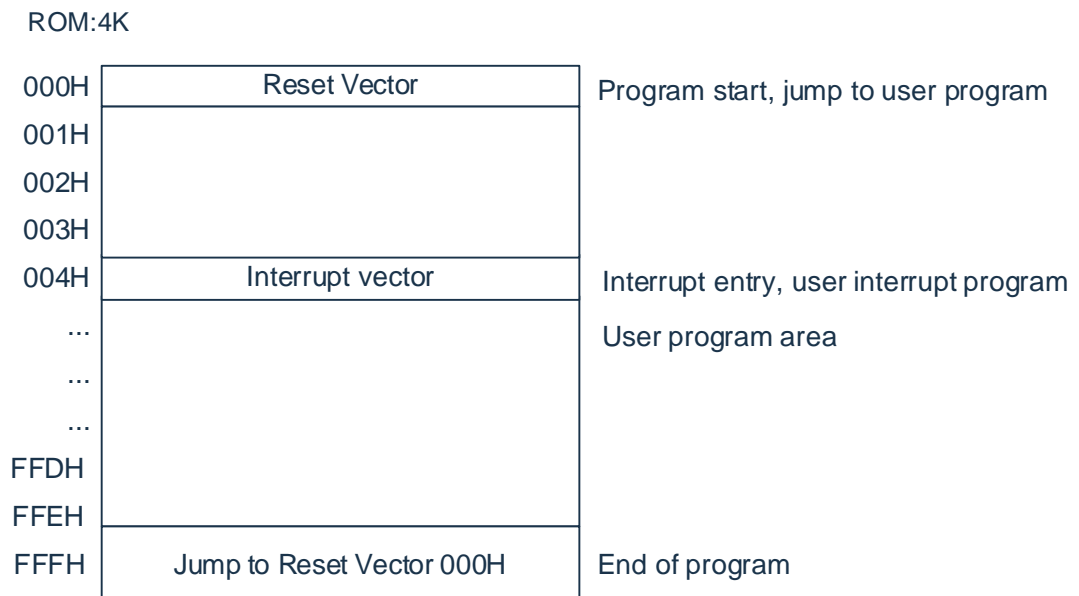 ROM:4K
000H Reset Vector Program start, jump to user program
001H
002H
003H
004H Interrupt vector Interrupt entry, user interrupt program
... User program area
...
...
FFDH
FFEH
FFFH Jump to Reset Vector 000H End of program